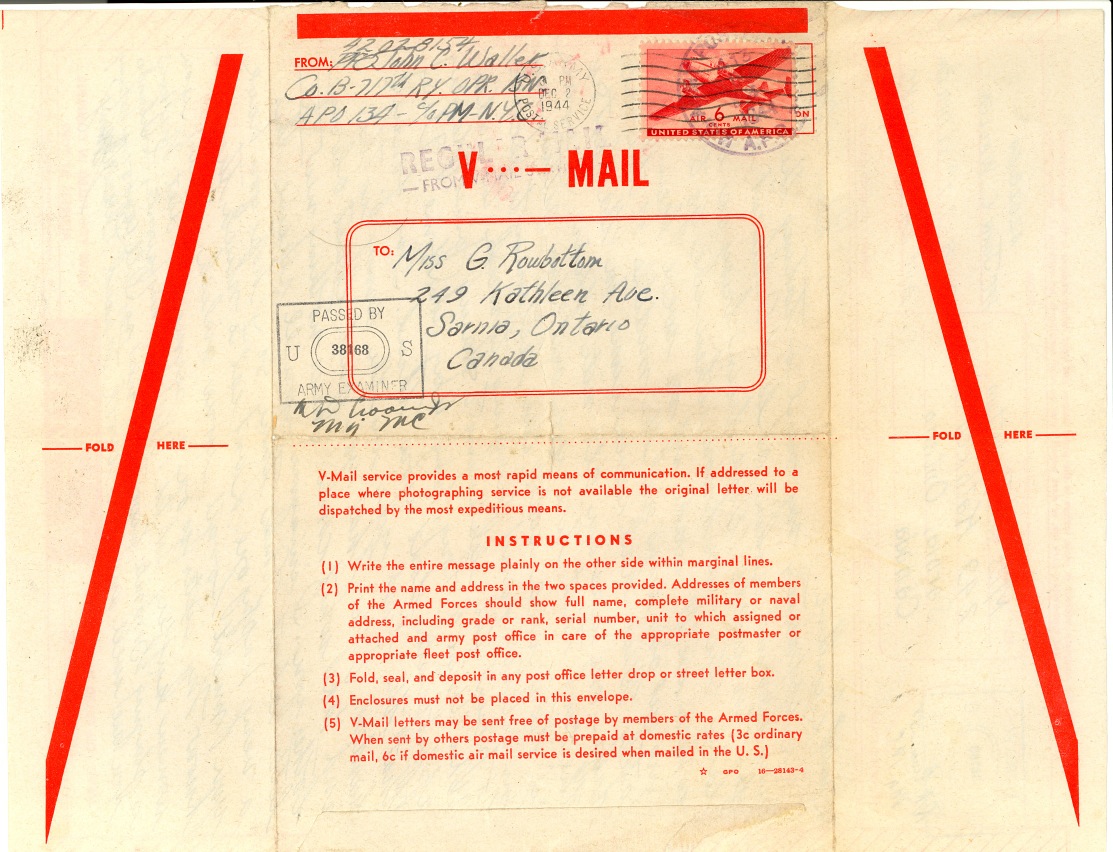 42028154
FROM: Pfc. John C. Walter
Co. B-717th RY. OPR. BN.
APO 134 - c/o PM-N.Y.C.
U.S. ARMY
PM
DEC 2
1944
POSTAL SERVICE
AIR 6 MAIL
CENTS
UNITED STATES OF AMERICA
ON
REGULAR MAIL
— FROM V-MAIL
V···— MAIL
TO: Miss G. Rowbottom
249 Kathleen Ave.
Sarnia, Ontario
Canada
PASSED BY
U 38168 S
ARMY EXAMINER
Maj MC
FOLD HERE
FOLD HERE
V-Mail service provides a most rapid means of communication. If addressed to a
place where photographing service is not available the original letter will be
dispatched by the most expeditious means.
INSTRUCTIONS
(1) Write the entire message plainly on the other side within marginal lines.
(2) Print the name and address in the two spaces provided. Addresses of members
of the Armed Forces should show full name, complete military or naval
address, including grade or rank, serial number, unit to which assigned or
attached and army post office in care of the appropriate postmaster or
appropriate fleet post office.
(3) Fold, seal, and deposit in any post office letter drop or street letter box.
(4) Enclosures must not be placed in this envelope.
(5) V-Mail letters may be sent free of postage by members of the Armed Forces.
When sent by others postage must be prepaid at domestic rates (3c ordinary
mail, 6c if domestic air mail service is desired when mailed in the U. S.)
☆ GPO 16—28143-4